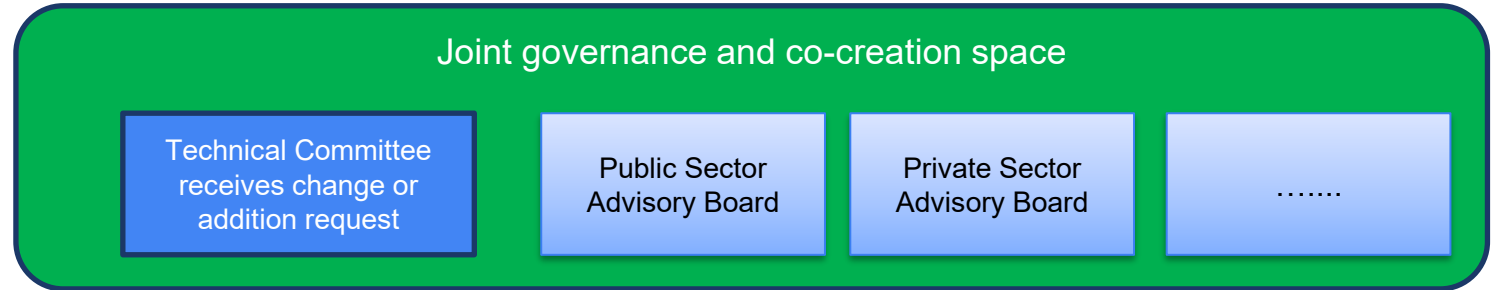 Joint governance and co-creation space
Technical Committee
receives change or
addition request
Public Sector
Advisory Board
Private Sector
Advisory Board
…....